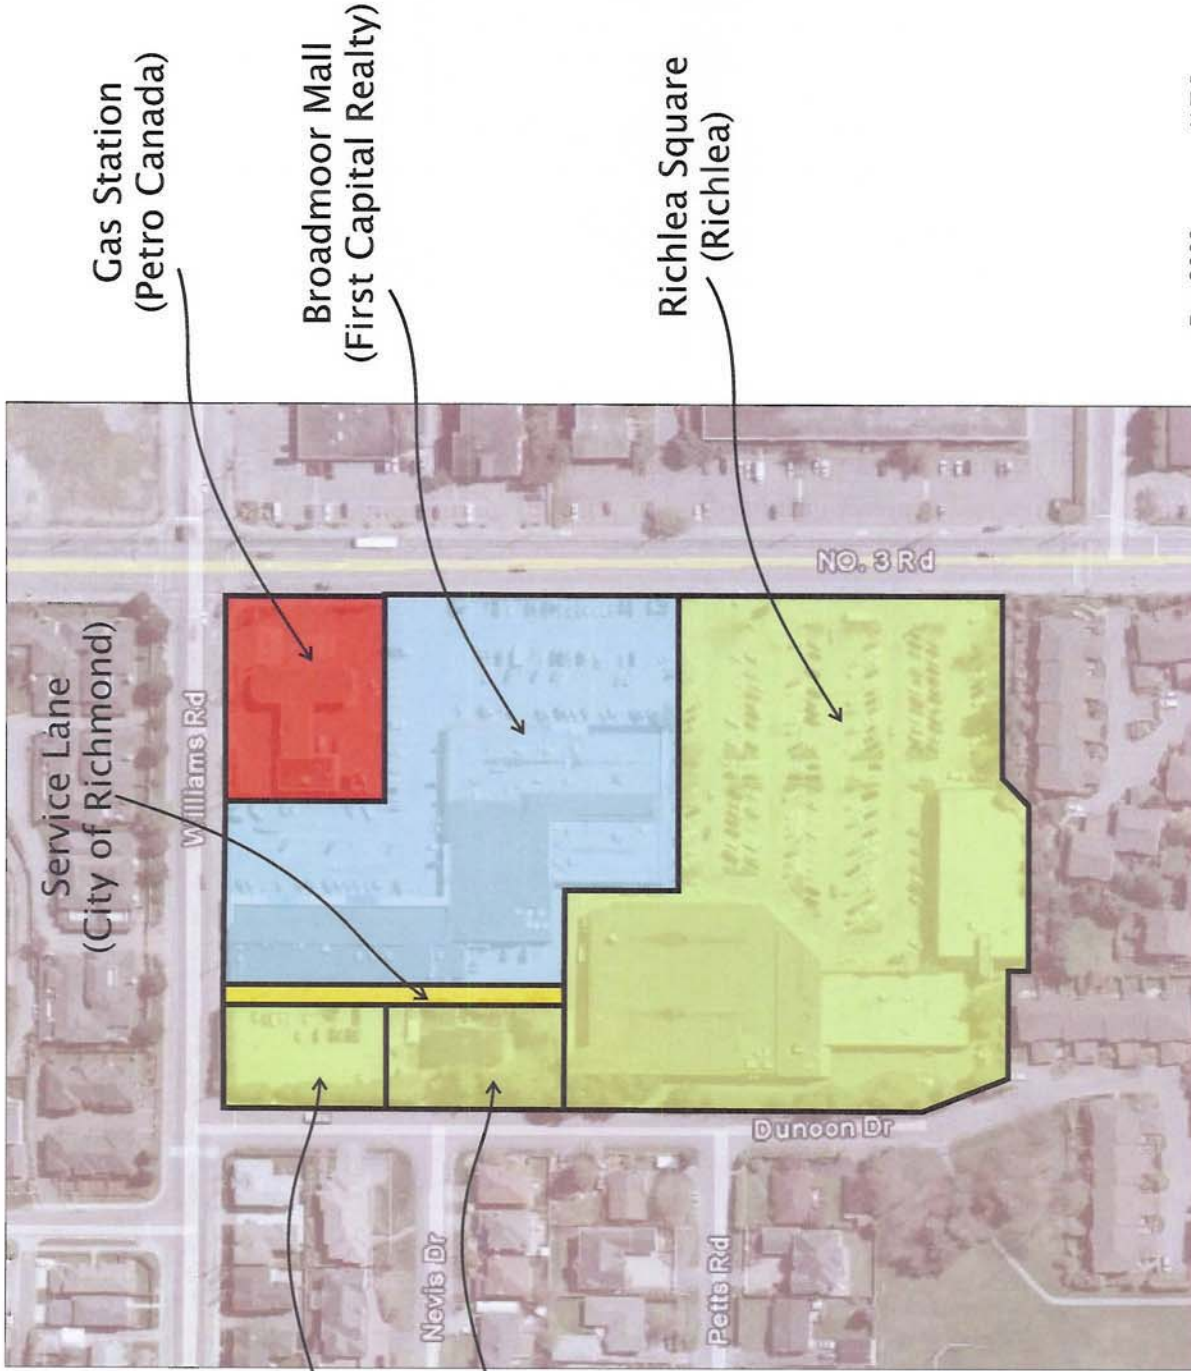 Gas Station
(Petro Canada)
Broadmoor Mall
(First Capital Realty)
Richlea Square
(Richlea)
Service Lane
(City of Richmond)
Williams Rd
NO. 3 Rd
Dunoon Dr
Nevis Dr
Petts Rd